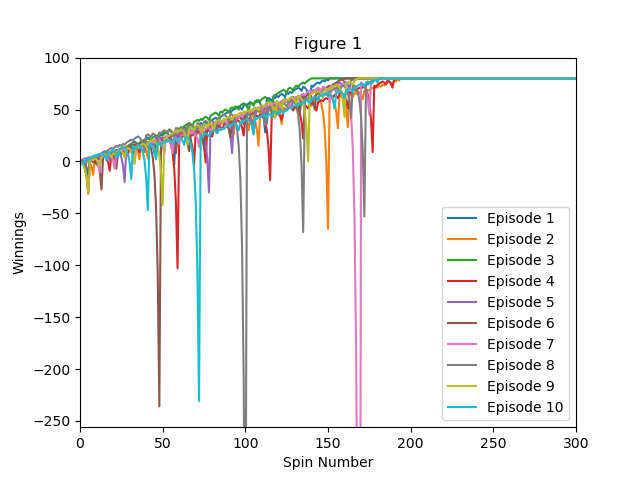 Figure 1
100
50
0
−50
−100
−150
−200
−250
Winnings
0
50
100
150
200
250
300
Spin Number
Episode 1
Episode 2
Episode 3
Episode 4
Episode 5
Episode 6
Episode 7
Episode 8
Episode 9
Episode 10